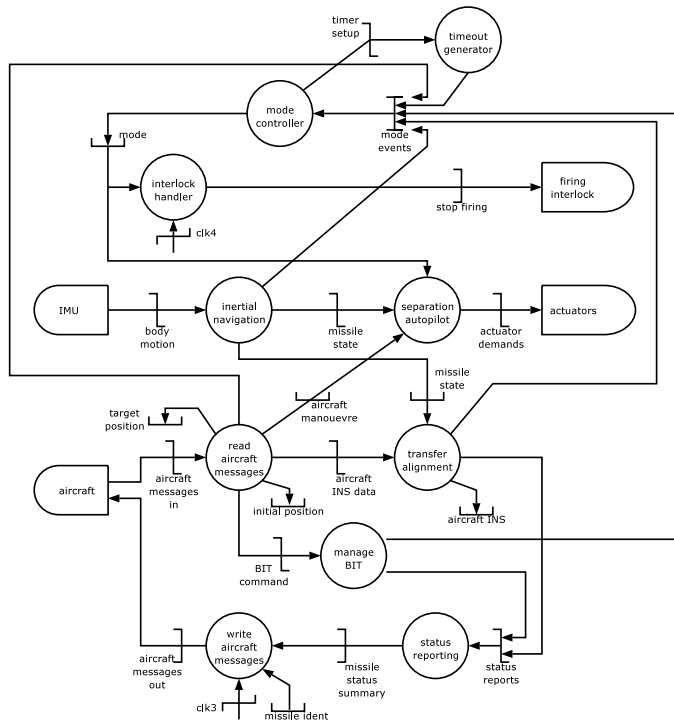 timer
setup
timeout
generator
mode
controller
mode
events
mode
interlock
handler
clk4
stop firing
firing
interlock
IMU
body
motion
inertial
navigation
missile
state
separation
autopilot
actuator
demands
actuators
missile
state
aircraft
manouevre
target
position
read
aircraft
messages
aircraft
messages
in
aircraft
aircraft
INS data
transfer
alignment
initial position
aircraft INS
BIT
command
manage
BIT
write
aircraft
messages
aircraft
messages
out
missile
status
summary
status
reporting
status
reports
clk3
missile ident